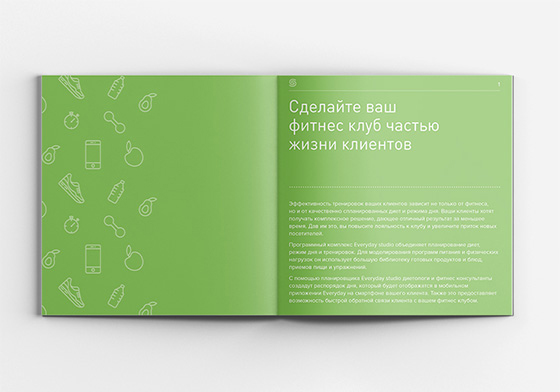 1
Сделайте ваш
фитнес клуб частью
жизни клиентов
Эффективность тренировок ваших клиентов зависит не только от фитнеса,
но и от качественно спланированных диет и режима дня. Ваши клиенты хотят
получать комплексное решение, дающее отличный результат за меньшее
время. Дав им это, вы повысите лояльность к клубу и увеличите приток новых
посетителей.
Программный комплекс Everyday studio объединяет планирование диет,
режим дня и тренировок. Для моделирования программ питания и физических
нагрузок он использует большую библиотеку готовых продуктов и блюд,
приемов пищи и упражнений.
С помощью планировщика Everyday studio диетологи и фитнес консультанты
создадут распорядок дня, который будет отображаться в мобильном
приложении Everyday на смартфоне вашего клиента. Также это предоставляет
возможность быстрой обратной связи клиента с вашим фитнес клубом.